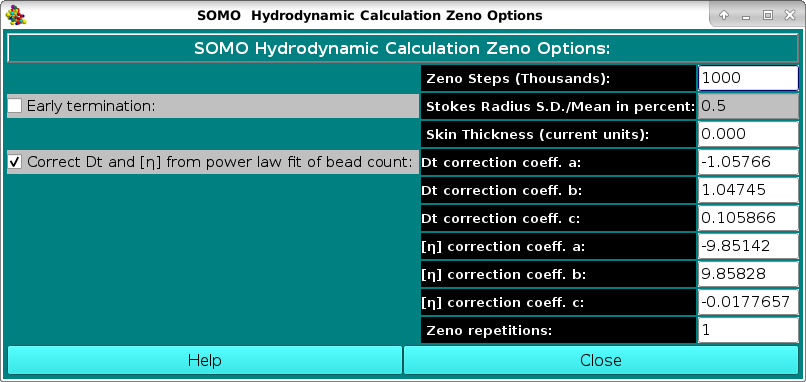 SOMO Hydrodynamic Calculation Zeno Options
SOMO Hydrodynamic Calculation Zeno Options:
Zeno Steps (Thousands): 1000
Early termination: Stokes Radius S.D./Mean in percent: 0.5
Skin Thickness (current units): 0.000
Correct Dt and [η] from power law fit of bead count: Dt correction coeff. a: -1.05766
Dt correction coeff. b: 1.04745
Dt correction coeff. c: 0.105866
[η] correction coeff. a: -9.85142
[η] correction coeff. b: 9.85828
[η] correction coeff. c: -0.0177657
Zeno repetitions: 1
Help Close